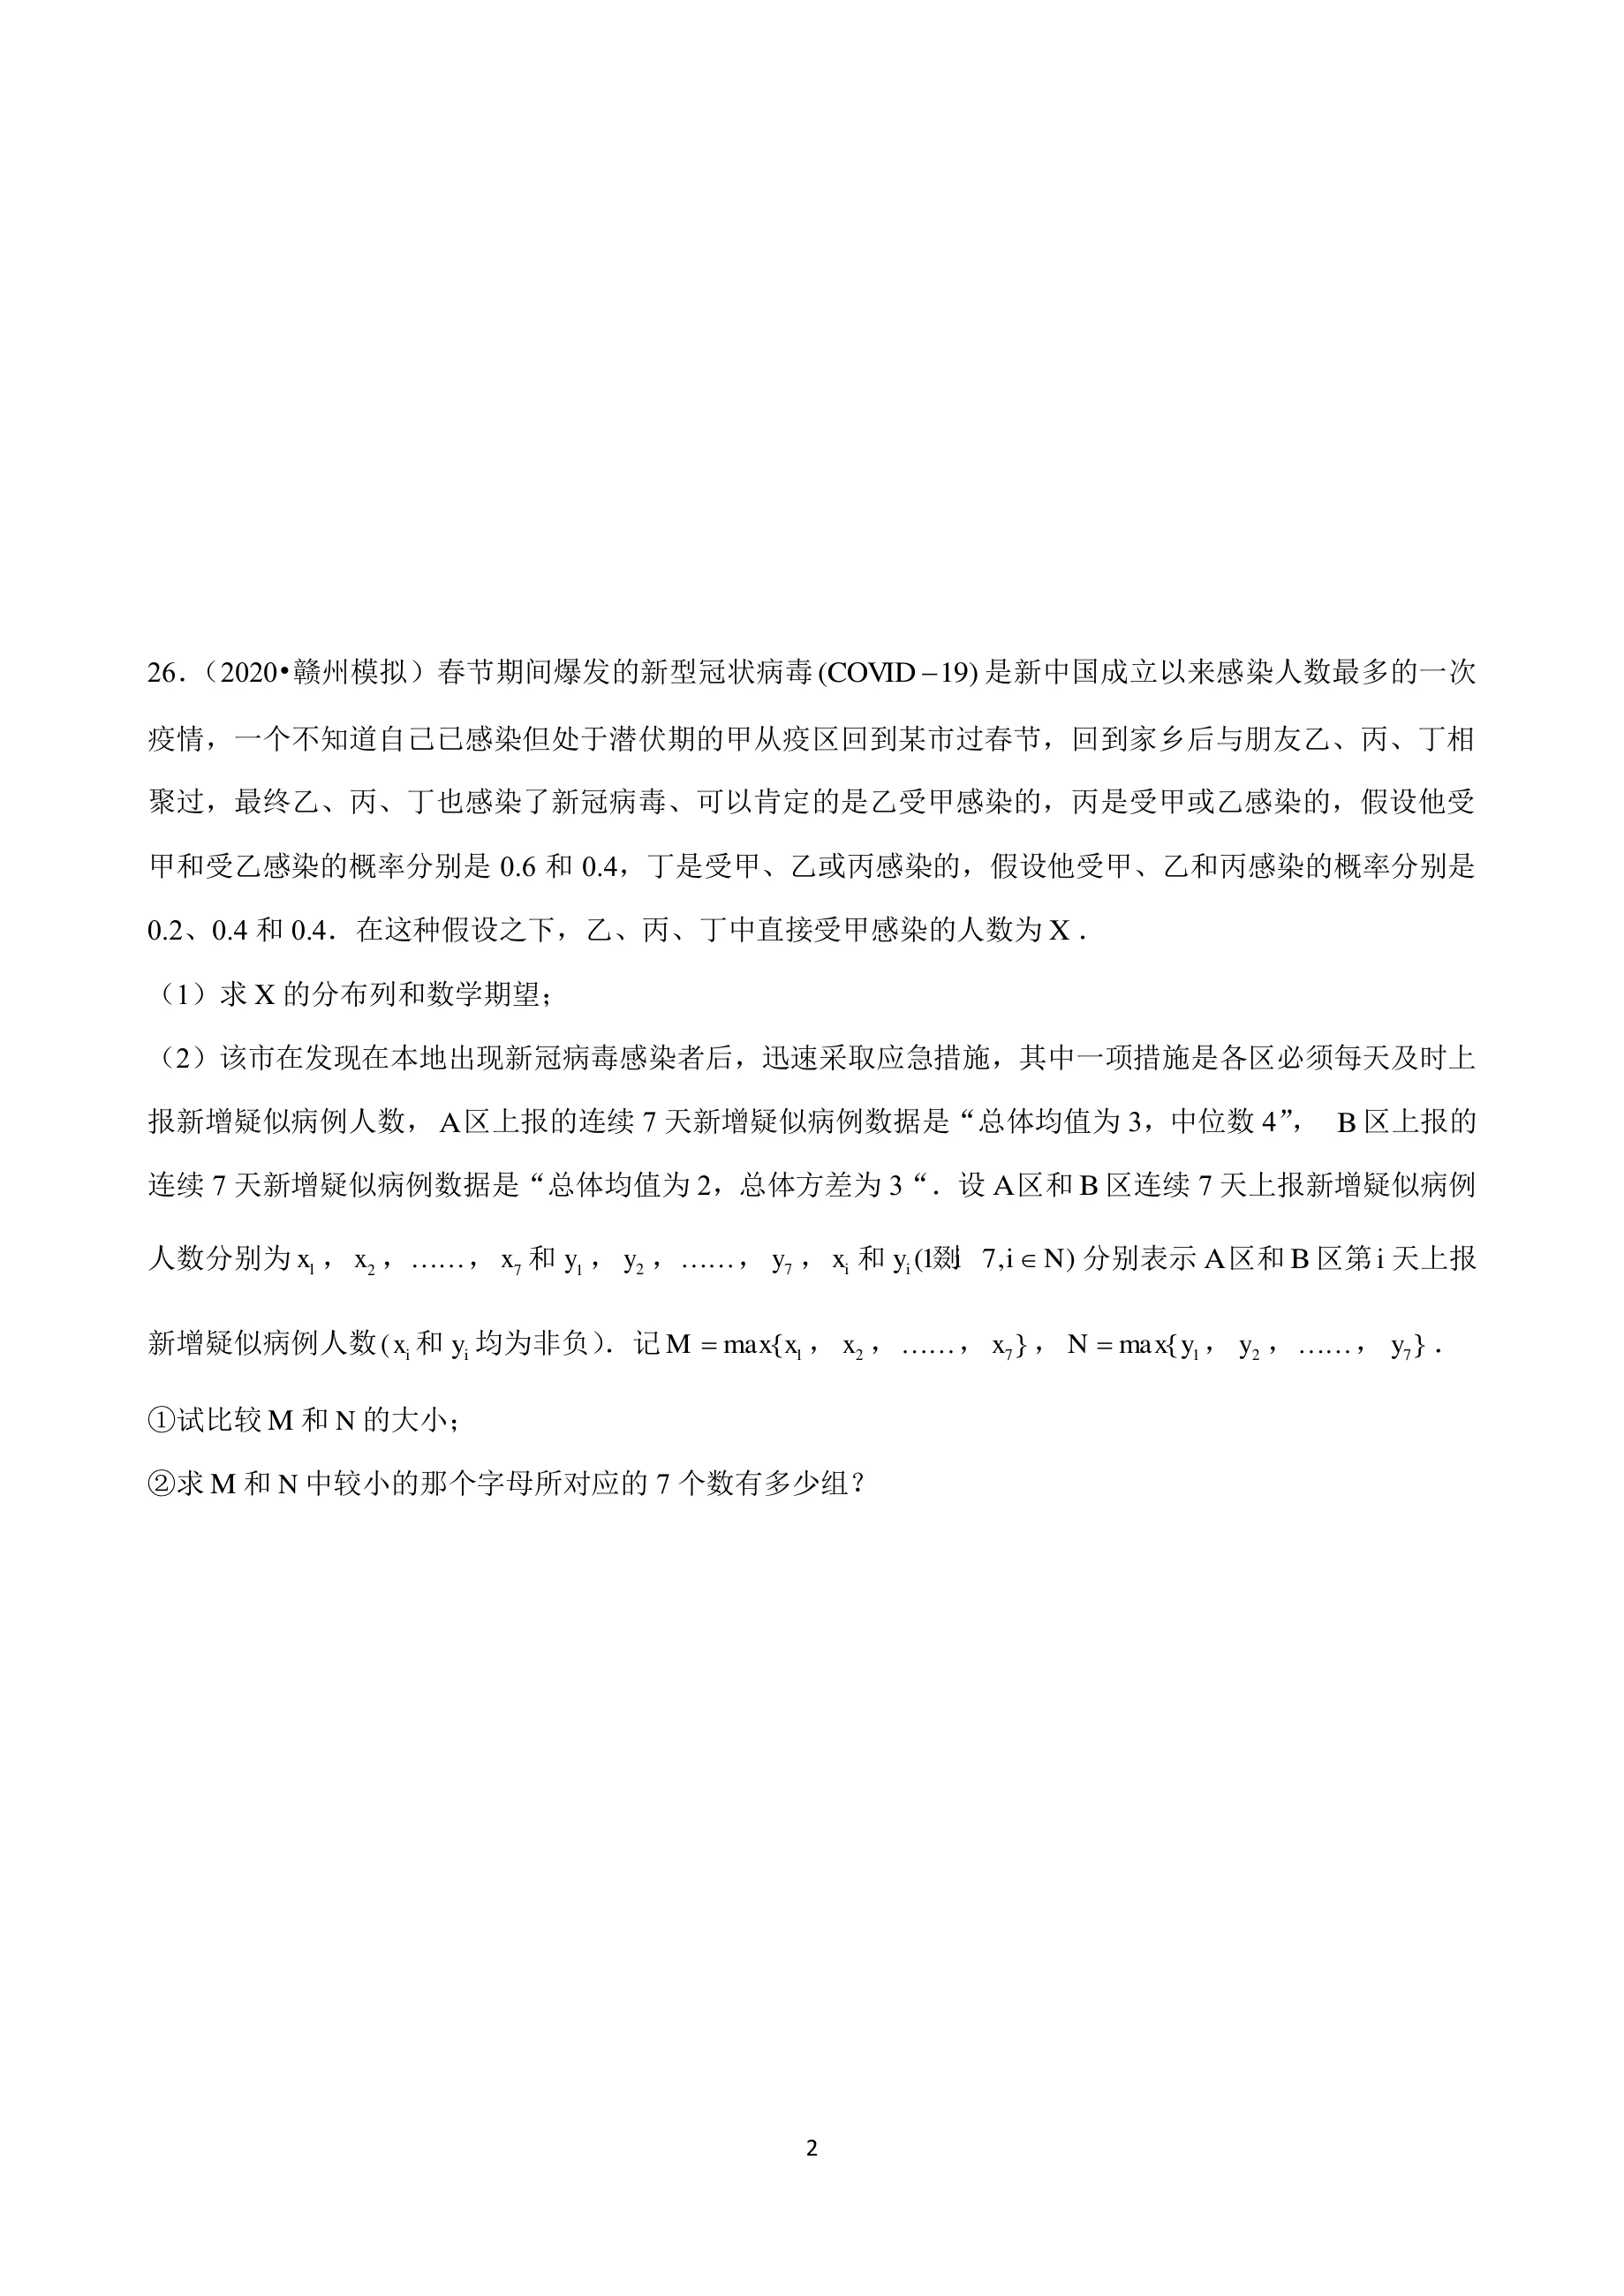 26.（2020•赣州模拟）春节期间爆发的新型冠状病毒(COVID−19)是新中国成立以来感染人数最多的一次
疫情，一个不知道自己已感染但处于潜伏期的甲从疫区回到某市过春节，回到家乡后与朋友乙、丙、丁相
聚过，最终乙、丙、丁也感染了新冠病毒、可以肯定的是乙受甲感染的，丙是受甲或乙感染的，假设他受
甲和受乙感染的概率分别是 0.6 和 0.4，丁是受甲、乙或丙感染的，假设他受甲、乙和丙感染的概率分别是
0.2、0.4 和 0.4．在这种假设之下，乙、丙、丁中直接受甲感染的人数为 X．
（1）求 X 的分布列和数学期望；
（2）该市在发现在本地出现新冠病毒感染者后，迅速采取应急措施，其中一项措施是各区必须每天及时上
报新增疑似病例人数，A区上报的连续 7 天新增疑似病例数据是“总体均值为 3，中位数 4”， B 区上报的
连续 7 天新增疑似病例数据是“总体均值为 2，总体方差为 3“．设 A区和 B 区连续 7 天上报新增疑似病例
人数分别为 x₁，x₂，……，x₇ 和 y₁，y₂，……，y₇，xᵢ 和 yᵢ(1剟i 7,i∈N) 分别表示 A区和 B 区第 i 天上报
新增疑似病例人数(xᵢ 和 yᵢ 均为非负)．记 M=max{x₁，x₂，……，x₇}，N=max{y₁，y₂，……，y₇}．
①试比较 M 和 N 的大小；
②求 M 和 N 中较小的那个字母所对应的 7 个数有多少组？
2